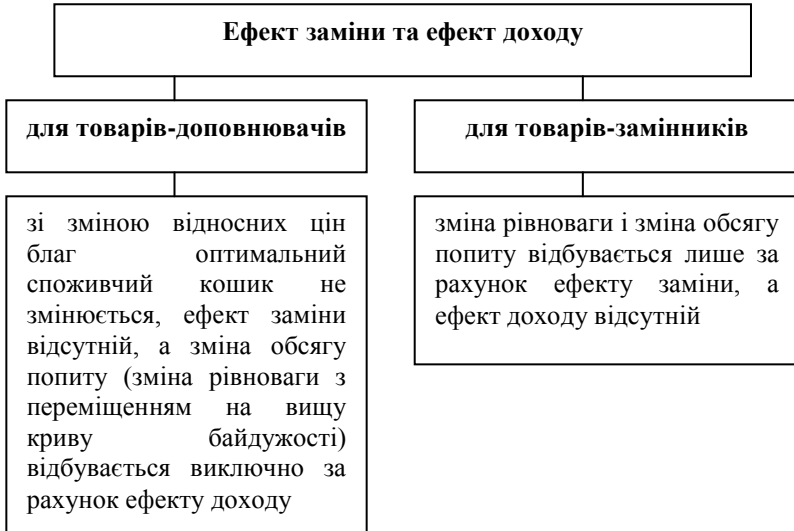 Ефект заміни та ефект доходу
для товарів-доповнювачів
для товарів-замінників
зі зміною відносних цін
благ оптимальний
споживчий кошик не
змінюється, ефект заміни
відсутній, а зміна обсягу
попиту (зміна рівноваги з
переміщенням на вищу
криву байдужості)
відбувається виключно за
рахунок ефекту доходу
зміна рівноваги і зміна обсягу
попиту відбувається лише за
рахунок ефекту заміни, а
ефект доходу відсутній